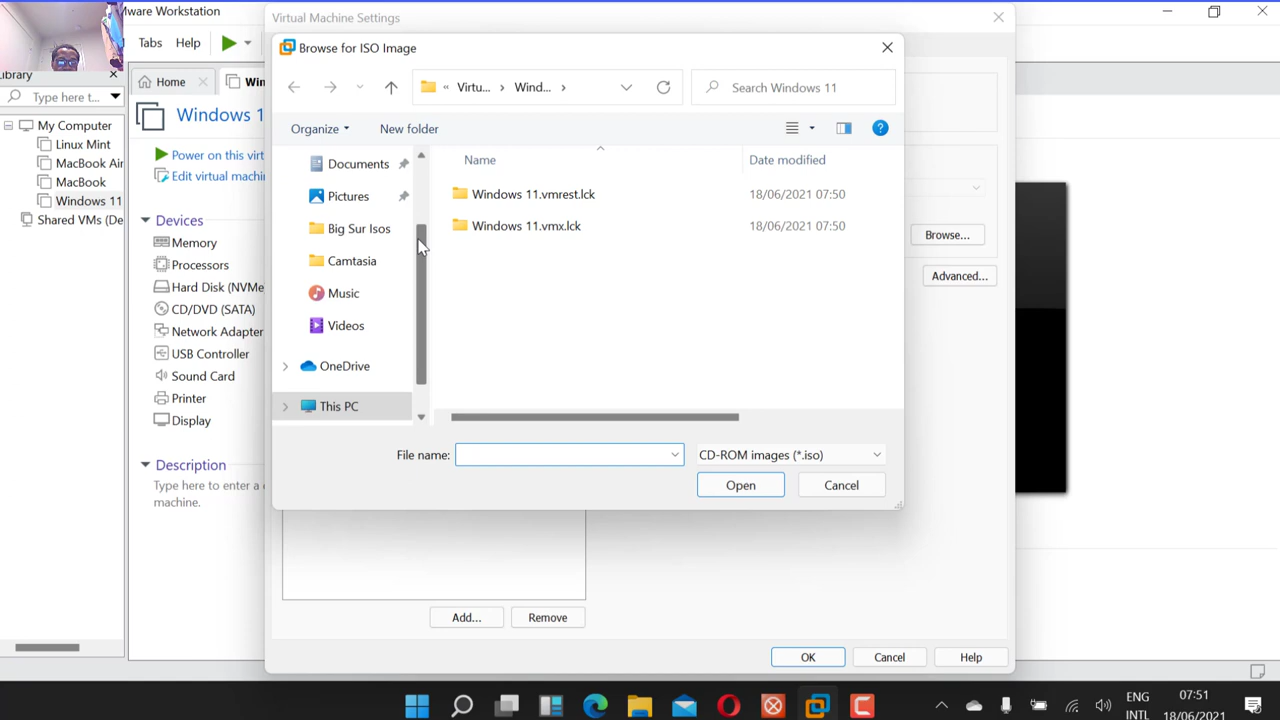 Mware Workstation
Virtual Machine Settings
Tabs Help
Browse for ISO Image
Library
Home
Win
Virtu...
Wind...
Search Windows 11
Type here t...
My Computer
Linux Mint
MacBook Air
MacBook
Windows 11
Shared VMs (De
Windows 1
Power on this virt
Edit virtual machin
Devices
Memory
Processors
Hard Disk (NVMe
CD/DVD (SATA)
Network Adapter
USB Controller
Sound Card
Printer
Display
Description
Type here to enter a d
machine.
Organize
New folder
Documents
Pictures
Big Sur Isos
Camtasia
Music
Videos
OneDrive
This PC
Name
Date modified
Windows 11.vmrest.lck
18/06/2021 07:50
Windows 11.vmx.lck
18/06/2021 07:50
File name:
CD-ROM images (*.iso)
Open
Cancel
Browse...
Advanced...
Add...
Remove
OK
Cancel
Help
ENG
INTL
07:51
18/06/2021